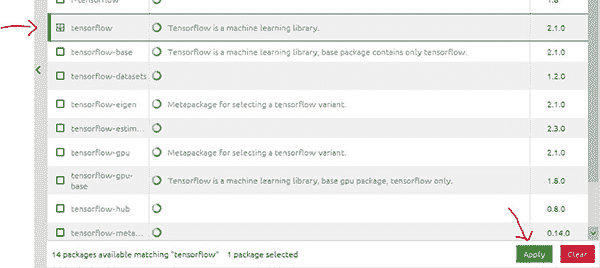 r-tensorflow 1.8
tensorflow Tensorflow is a machine learning library. 2.1.0
tensorflow-base Tensorflow is a machine learning library, base package contains only tensorflow. 2.1.0
tensorflow-datasets 1.2.0
tensorflow-eigen Metapackage for selecting a tensorflow variant. 2.1.0
tensorflow-estim... 2.3.0
tensorflow-gpu Metapackage for selecting a tensorflow variant. 2.1.0
tensorflow-gpu-
base Tensorflow is a machine learning library, base gpu package, tensorflow only. 1.8.0
tensorflow-hub 0.8.0
tensorflow-meta... 0.14.0
14 packages available matching "tensorflow" 1 package selected Apply Clear